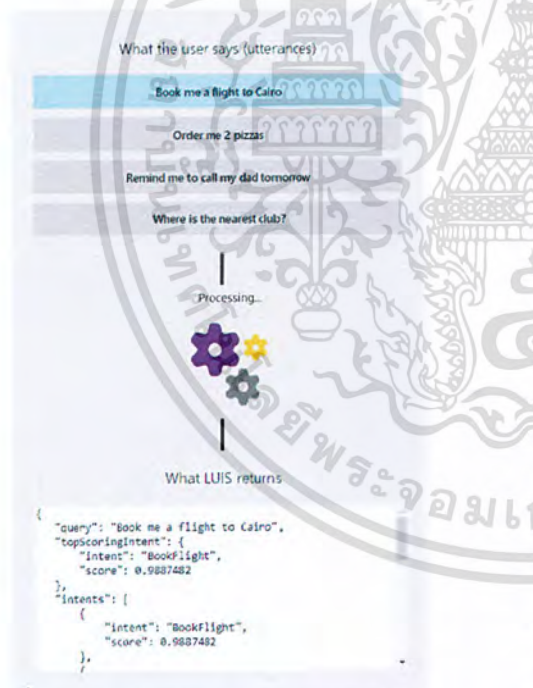 What the user says (utterances)
Book me a flight to Cairo
Order me 2 pizzas
Remind me to call my dad tomorrow
Where is the nearest club?
Processing...
What LUIS returns
{
"query": "Book me a flight to Cairo",
"topScoringIntent": {
"intent": "BookFlight",
"score": 0.9887482
},
"intents": [
{
"intent": "BookFlight",
"score": 0.9887482
},
{